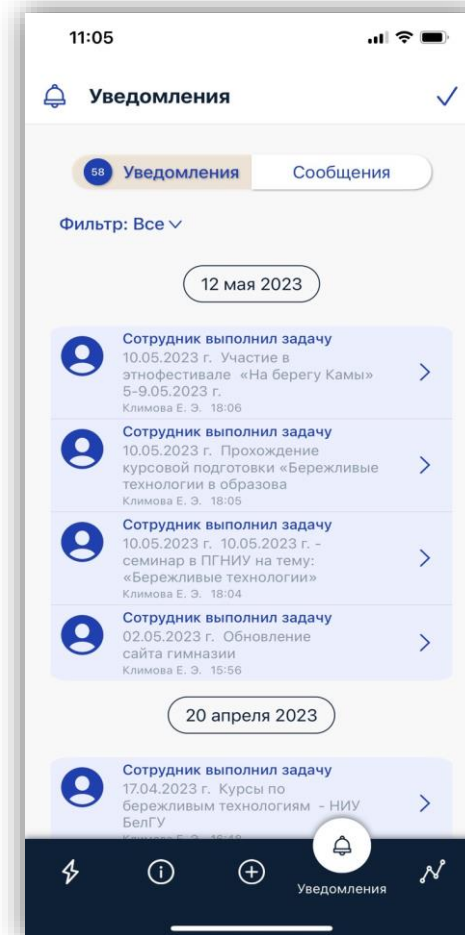 11:05
Уведомления
58 Уведомления Сообщения
Фильтр: Все
12 мая 2023
Сотрудник выполнил задачу
10.05.2023 г. Участие в
этнофестивале «На берегу Камы»
5-9.05.2023 г.
Климова Е. Э. 18:06
Сотрудник выполнил задачу
10.05.2023 г. Прохождение
курсовой подготовки «Бережливые
технологии в образова
Климова Е. Э. 18:05
Сотрудник выполнил задачу
10.05.2023 г. 10.05.2023 г. -
семинар в ПГНИУ на тему:
«Бережливые технологии»
Климова Е. Э. 18:04
Сотрудник выполнил задачу
02.05.2023 г. Обновление
сайта гимназии
Климова Е. Э. 15:56
20 апреля 2023
Сотрудник выполнил задачу
17.04.2023 г. Курсы по
бережливым технологиям - НИУ
БелГУ
Уведомления